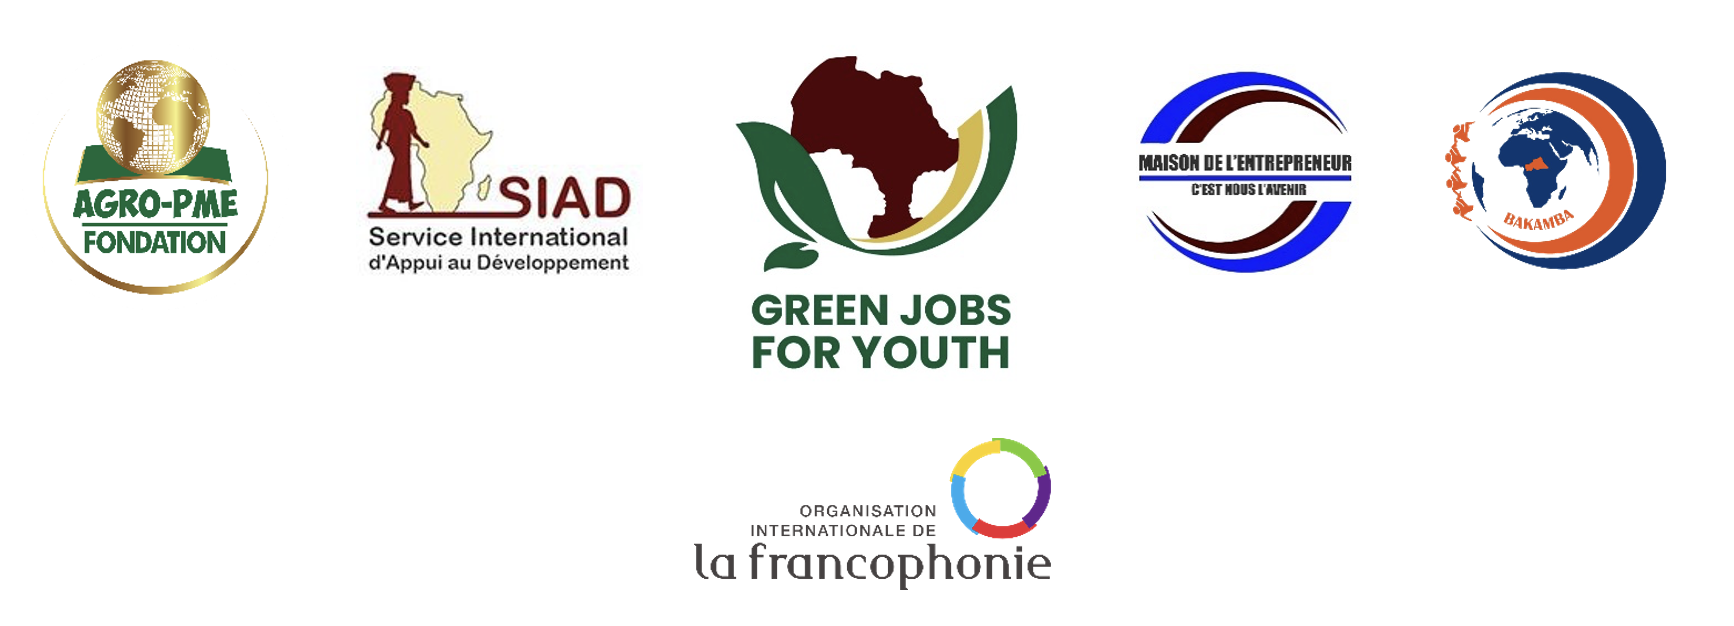 AGRO-PME
FONDATION
SIAD
Service International
d'Appui au Développement
GREEN JOBS
FOR YOUTH
MAISON DE L'ENTREPRENEUR
C'EST NOUS L'AVENIR
BAKAMBA
ORGANISATION
INTERNATIONALE DE
la francophonie